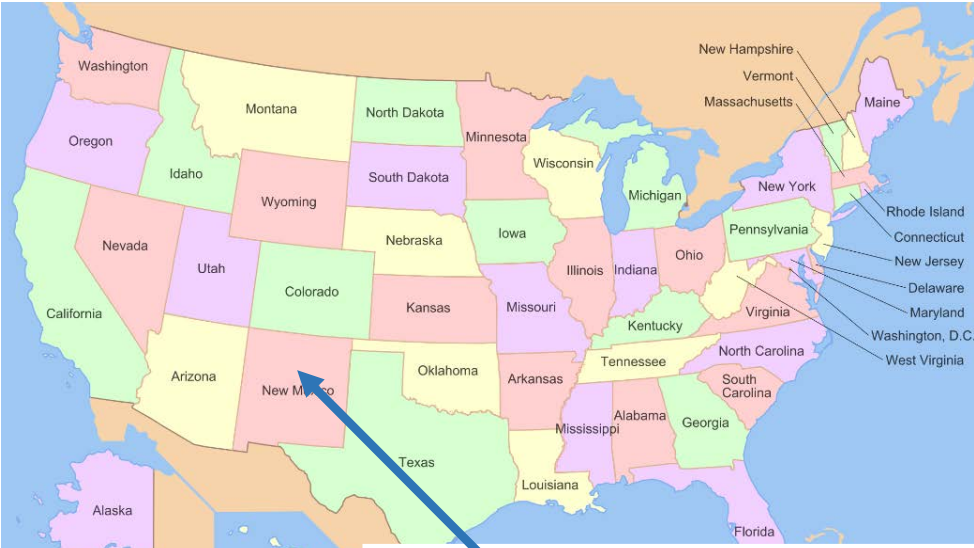 New Hampshire
Vermont
Massachusetts
Washington
Montana
North Dakota
Minnesota
Maine
Oregon
Idaho
Wisconsin
South Dakota
Michigan
New York
Wyoming
Rhode Island
Nevada
Nebraska
Iowa
Pennsylvania
Connecticut
Utah
Illinois
Indiana
Ohio
New Jersey
Colorado
Delaware
California
Kansas
Missouri
Kentucky
Virginia
Maryland
Washington, D.C.
North Carolina
West Virginia
Arizona
New Mexico
Oklahoma
Arkansas
Tennessee
South
Carolina
Mississippi
Alabama
Georgia
Texas
Louisiana
Alaska
Florida